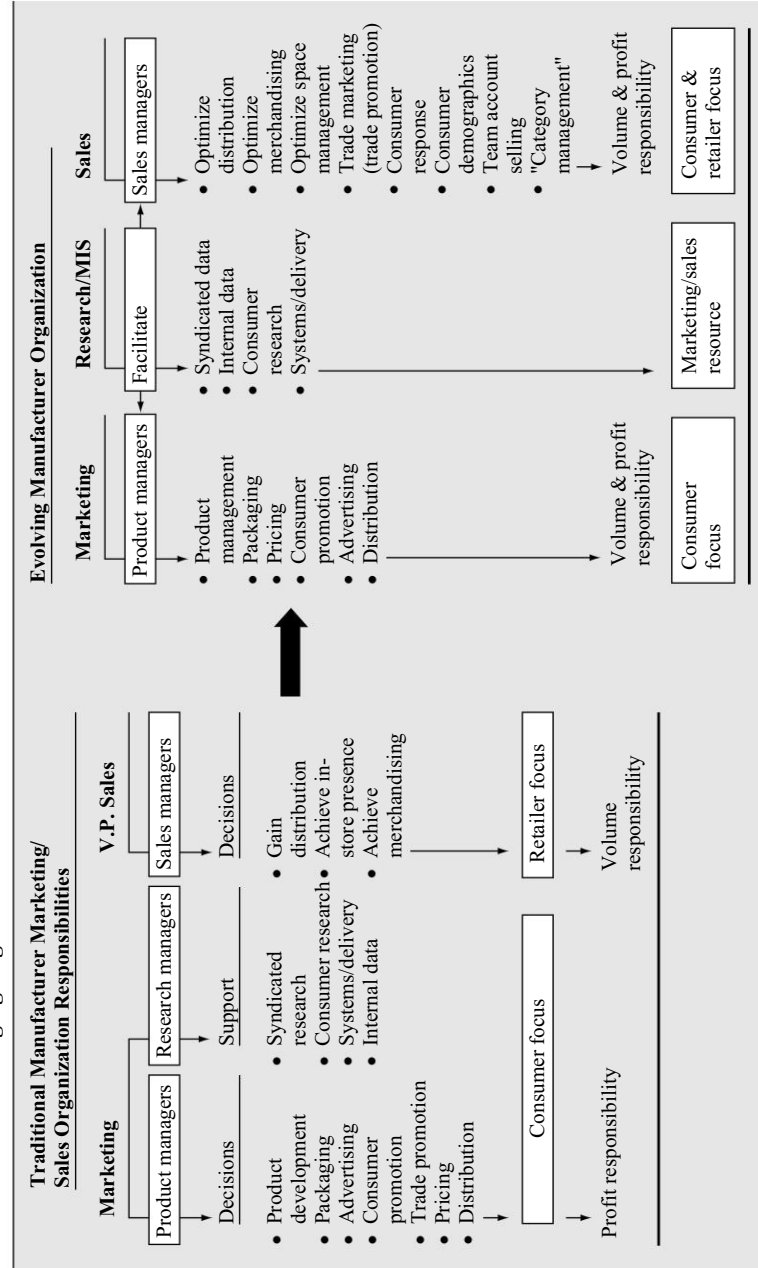 Traditional Manufacturer Marketing/
Sales Organization Responsibilities
Marketing
Product managers
Decisions
• Product
development
• Packaging
• Advertising
• Consumer
promotion
• Trade promotion
• Pricing
• Distribution
Research managers
Support
• Syndicated
research
• Consumer research
• Systems/delivery
• Internal data
Consumer focus
Profit responsibility
V.P. Sales
Sales managers
Decisions
• Gain
distribution
• Achieve in-
store presence
• Achieve
merchandising
Retailer focus
Volume
responsibility
Evolving Manufacturer Organization
Marketing
Product managers
• Product
management
• Packaging
• Pricing
• Consumer
promotion
• Advertising
• Distribution
Volume & profit
responsibility
Consumer
focus
Research/MIS
Facilitate
• Syndicated data
• Internal data
• Consumer
research
• Systems/delivery
Marketing/sales
resource
Sales
Sales managers
• Optimize
distribution
• Optimize
merchandising
• Optimize space
management
• Trade marketing
(trade promotion)
• Consumer
response
• Consumer
demographics
• Team account
selling
• "Category
management"
Volume & profit
responsibility
Consumer &
retailer focus